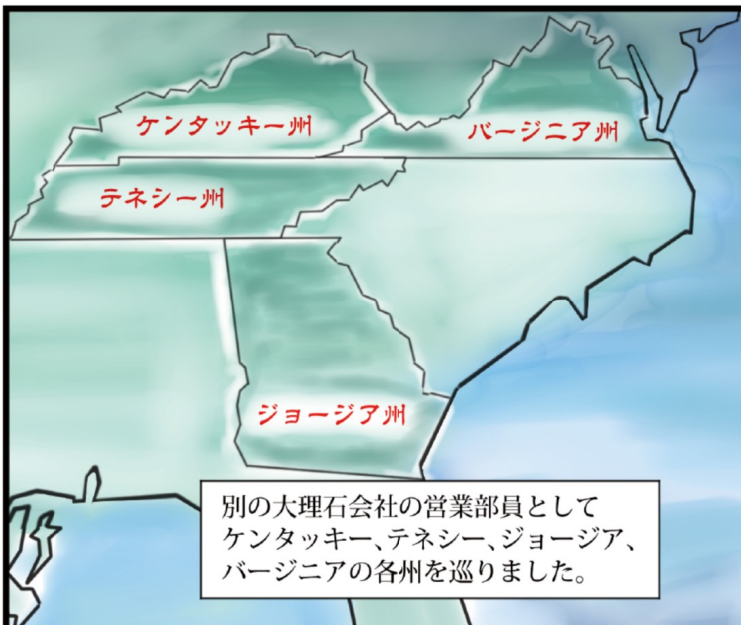 ケンタッキー州
バージニア州
テネシー州
ジョージア州
別の大理石会社の営業部員として
ケンタッキー、テネシー、ジョージア、
バージニアの各州を巡りました。